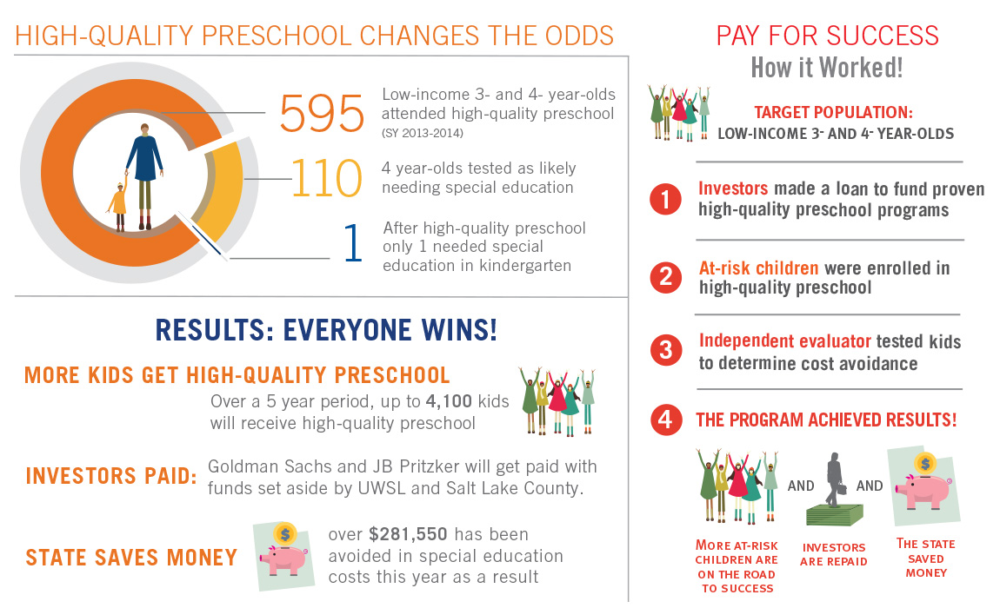 HIGH-QUALITY PRESCHOOL CHANGES THE ODDS
595
Low-income 3- and 4- year-olds
attended high-quality preschool
(SY 2013-2014)
110
4 year-olds tested as likely
needing special education
1
After high-quality preschool
only 1 needed special
education in kindergarten
RESULTS: EVERYONE WINS!
MORE KIDS GET HIGH-QUALITY PRESCHOOL
Over a 5 year period, up to 4,100 kids
will receive high-quality preschool
INVESTORS PAID:
Goldman Sachs and JB Pritzker will get paid with
funds set aside by UWSL and Salt Lake County.
STATE SAVES MONEY
$
over $281,550 has been
avoided in special education
costs this year as a result
PAY FOR SUCCESS
How it Worked!
TARGET POPULATION:
LOW-INCOME 3- AND 4- YEAR-OLDS
1
Investors made a loan to fund proven
high-quality preschool programs
2
At-risk children were enrolled in
high-quality preschool
3
Independent evaluator tested kids
to determine cost avoidance
4
THE PROGRAM ACHIEVED RESULTS!
AND
AND
$
MORE AT-RISK
CHILDREN ARE
ON THE ROAD
TO SUCCESS
INVESTORS
ARE REPAID
THE STATE
SAVED
MONEY